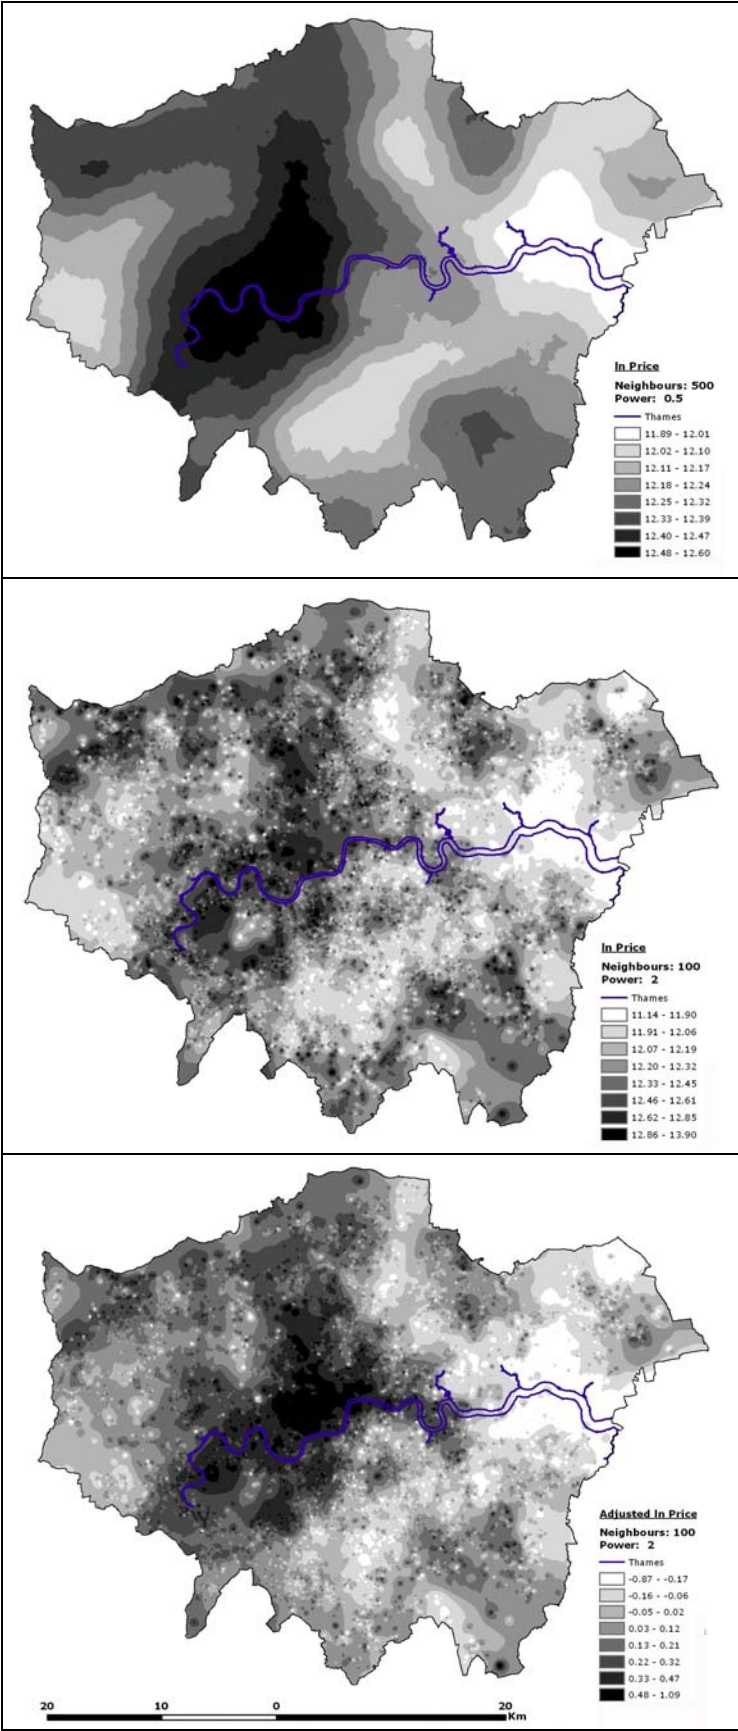 ln Price
Neighbours: 500
Power: 0.5
Thames
11.89 - 12.01
12.02 - 12.10
12.11 - 12.17
12.18 - 12.24
12.25 - 12.32
12.33 - 12.39
12.40 - 12.47
12.48 - 12.60
ln Price
Neighbours: 100
Power: 2
Thames
11.14 - 11.90
11.91 - 12.06
12.07 - 12.19
12.20 - 12.32
12.33 - 12.45
12.46 - 12.61
12.62 - 12.85
12.86 - 13.90
Adjusted ln Price
Neighbours: 100
Power: 2
Thames
-0.87 - -0.17
-0.16 - -0.06
-0.05 - 0.02
0.03 - 0.12
0.13 - 0.21
0.22 - 0.32
0.33 - 0.47
0.48 - 1.09
20 10 0 20
Km